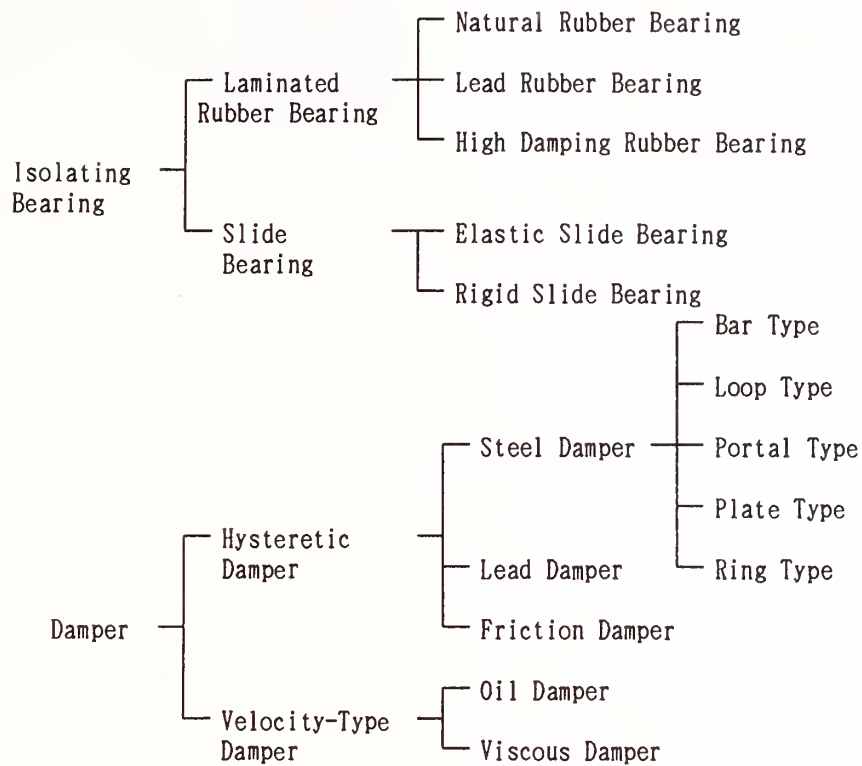 Natural Rubber Bearing
Laminated
Rubber Bearing
Lead Rubber Bearing
High Damping Rubber Bearing
Isolating
Bearing
Slide
Bearing
Elastic Slide Bearing
Rigid Slide Bearing
Bar Type
Loop Type
Steel Damper
Portal Type
Plate Type
Hysteretic
Damper
Lead Damper
Ring Type
Damper
Friction Damper
Oil Damper
Velocity-Type
Damper
Viscous Damper